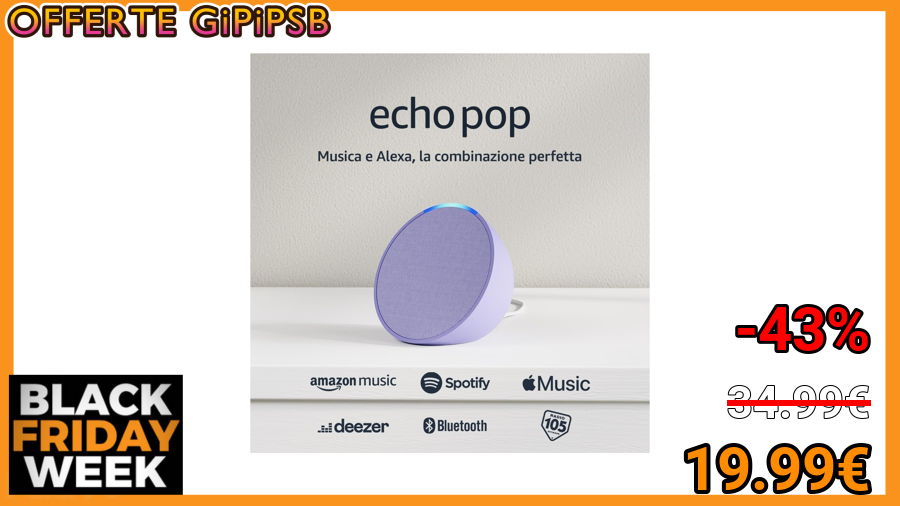 OFFERTE GiPiPSB
echo pop
Musica e Alexa, la combinazione perfetta
amazon music
Spotify
Music
deezer
Bluetooth
RADIO
105
BLACK
FRIDAY
WEEK
-43%
34.99€
19.99€